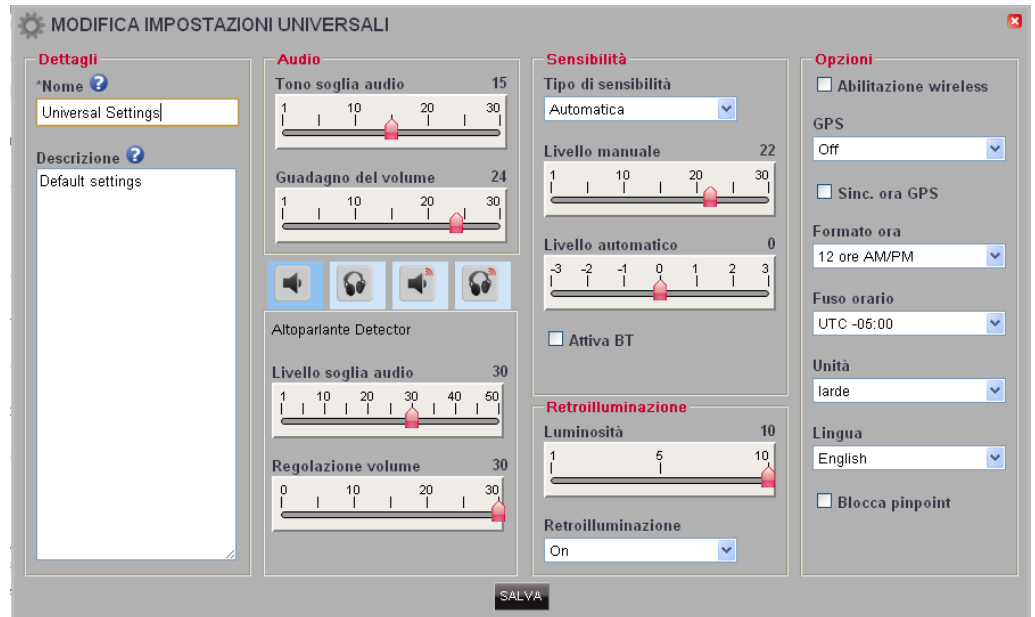 MODIFICA IMPOSTAZIONI UNIVERSALI
Dettagli
*Nome ?
Universal Settings
Descrizione ?
Default settings
Audio
Tono soglia audio 15
1 10 20 30
Guadagno del volume 24
1 10 20 30
Altoparlante Detector
Livello soglia audio 30
1 10 20 30 40 50
Regolazione volume 30
0 10 20 30
Sensibilità
Tipo di sensibilità
Automatica
Livello manuale 22
1 10 20 30
Livello automatico 0
-3 -2 -1 0 1 2 3
Attiva BT
Retroilluminazione
Luminosità 10
1 5 10
Retroilluminazione
On
Opzioni
Abilitazione wireless
GPS
Off
Sinc. ora GPS
Formato ora
12 ore AM/PM
Fuso orario
UTC -05:00
Unità
Iarde
Lingua
English
Blocca pinpoint
SALVA